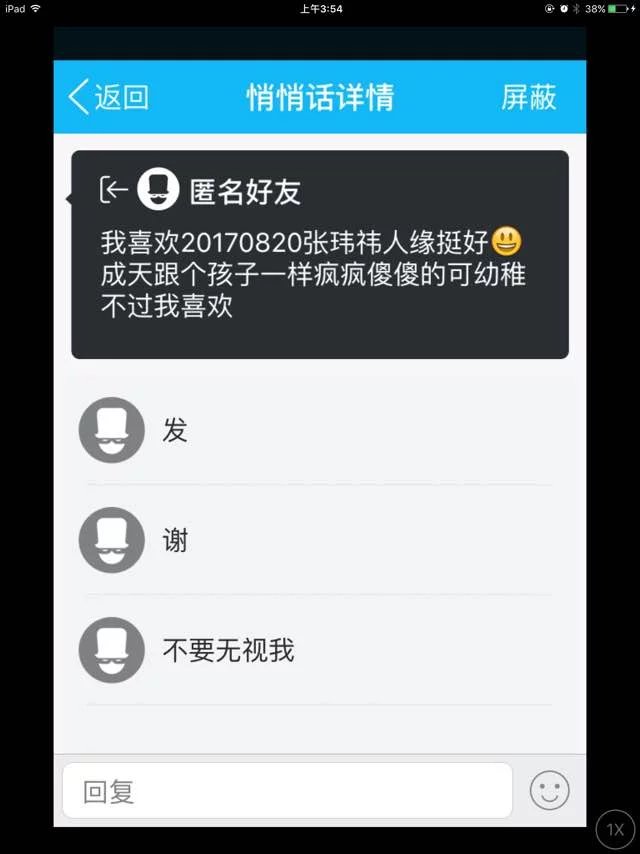 iPad 上午3:54 38%
返回 悄悄话详情 屏蔽
匿名好友
我喜欢20170820张玮祎人缘挺好😃
成天跟个孩子一样疯疯傻傻的可幼稚
不过我喜欢
发
谢
不要无视我
回复
1X